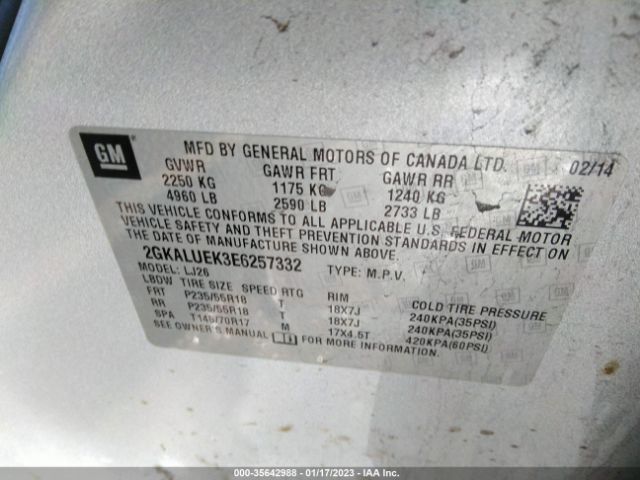 GM
MFD BY GENERAL MOTORS OF CANADA LTD. 02/14
GVWR GAWR FRT. GAWR RR
2250 KG 1175 KG 1240 KG
4960 LB 2590 LB 2733 LB
THIS VEHICLE CONFORMS TO ALL APPLICABLE U.S. FEDERAL MOTOR
VEHICLE SAFETY AND THEFT PREVENTION STANDARDS IN EFFECT ON
THE DATE OF MANUFACTURE SHOWN ABOVE.
2GKALUEK3E6257332 TYPE: M.P.V.
MODEL: LJ26
LBDW TIRE SIZE SPEED RTG RIM COLD TIRE PRESSURE
FRT P235/55R18 T 18X7J 240KPA(35PSI)
RR P235/55R18 T 18X7J 240KPA(35PSI)
SPA T145/70R17 M 17X4.5T 420KPA(60PSI)
SEE OWNER'S MANUAL FOR MORE INFORMATION.
000-35642988 - 01/17/2023 - IAA Inc.